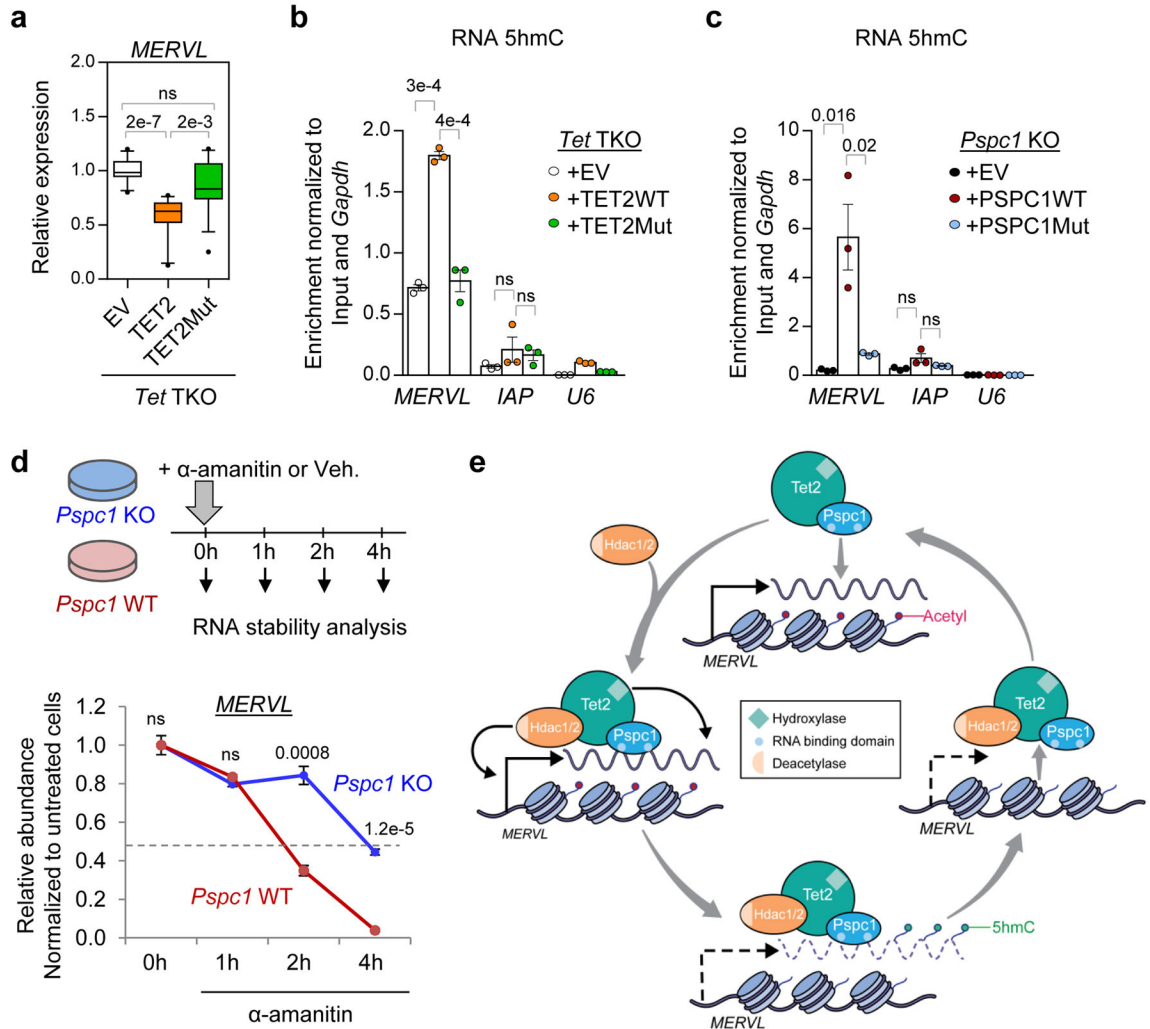 a
MERVL
Relative expression
2.0
1.5
1.0
0.5
0.0
ns
2e-7
2e-3
EV
TET2
TET2Mut
Tet TKO
b
RNA 5hmC
Enrichment normalized to
Input and Gapdh
2.0
1.5
1.0
0.5
0.0
3e-4
4e-4
ns
ns
Tet TKO
+EV
+TET2WT
+TET2Mut
MERVL
IAP
U6
c
RNA 5hmC
Enrichment normalized to
Input and Gapdh
10
8
6
4
2
0
0.016
0.02
ns
ns
Pspc1 KO
+EV
+PSPC1WT
+PSPC1Mut
MERVL
IAP
U6
d
+ α-amanitin or Veh.
Pspc1 KO
Pspc1 WT
0h
1h
2h
4h
RNA stability analysis
MERVL
Relative abundance
Normalized to untreated cells
1.2
1.0
0.8
0.6
0.4
0.2
0.0
ns
ns
0.0008
1.2e-5
Pspc1 KO
Pspc1 WT
0h
1h
2h
4h
α-amanitin
e
Tet2
Pspc1
Hdac1/2
Acetyl
MERVL
Tet2
Hdac1/2
Pspc1
MERVL
Hydroxylase
RNA binding domain
Deacetylase
Tet2
Hdac1/2
Pspc1
MERVL
Tet2
Hdac1/2
Pspc1
5hmC
MERVL